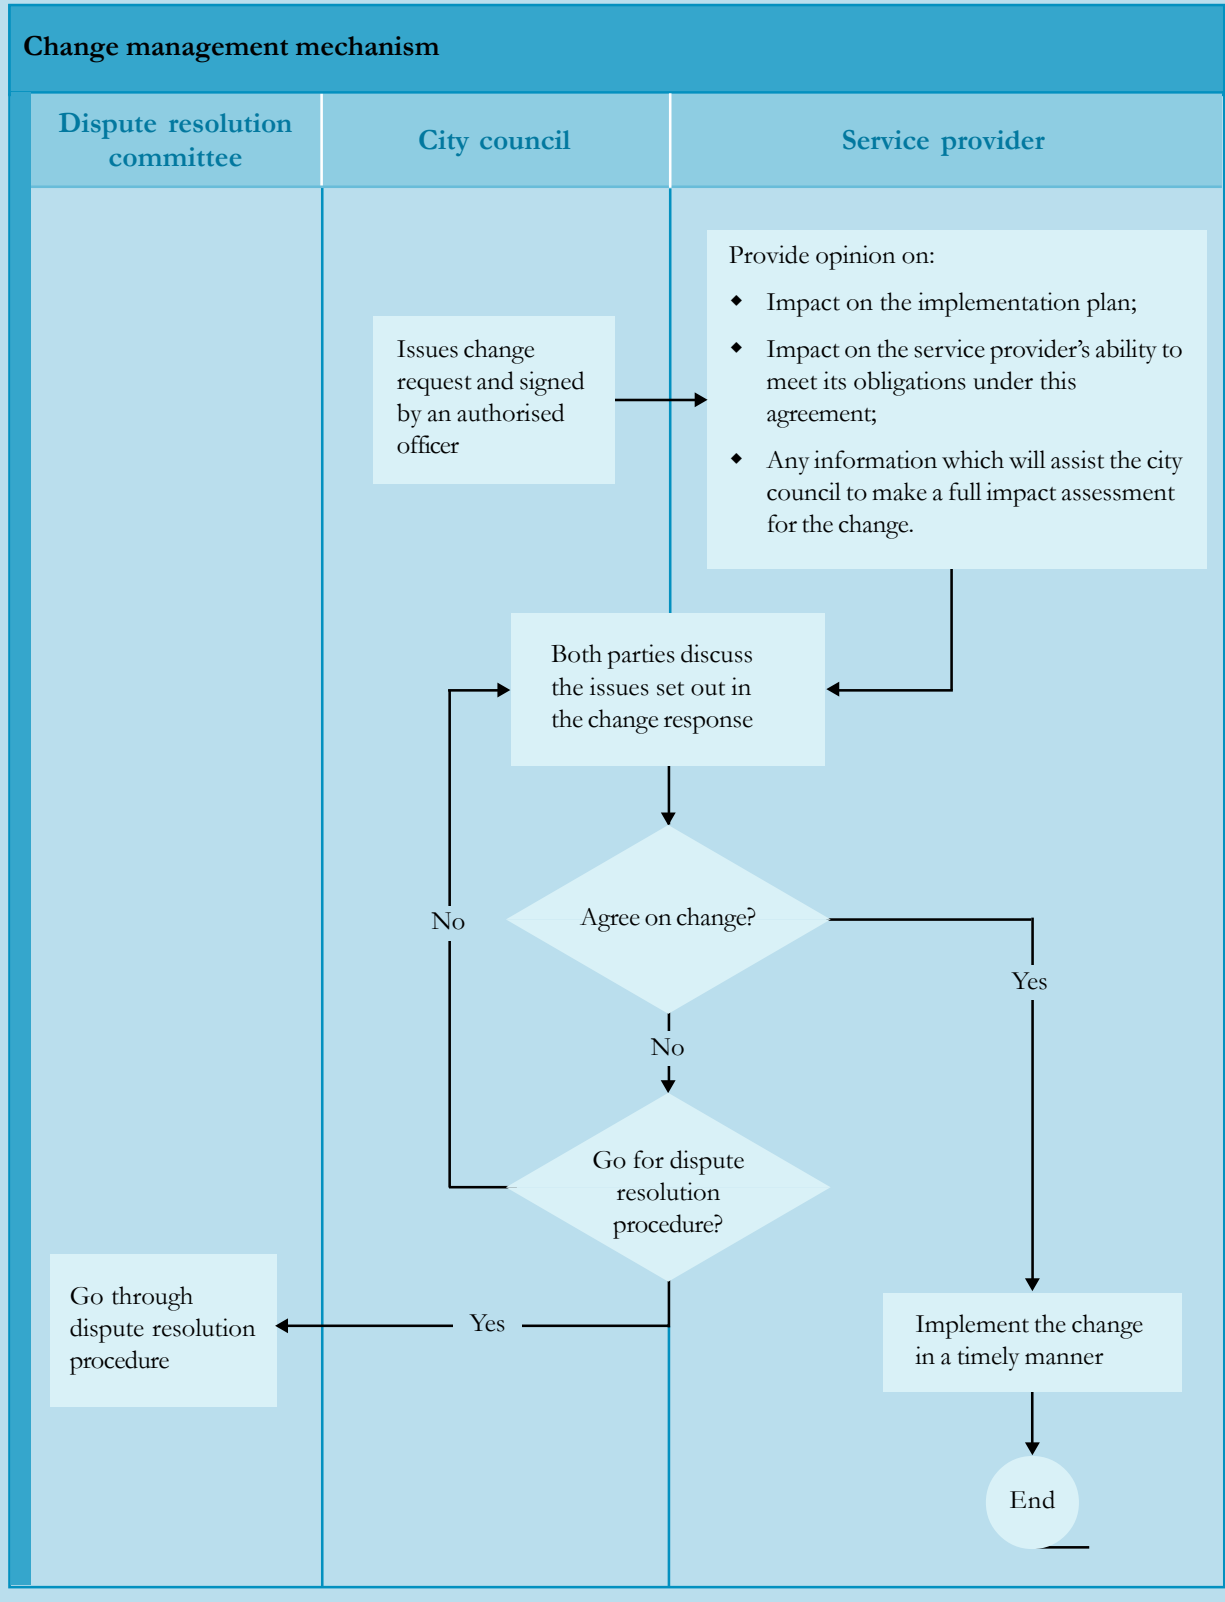 Change management mechanism
Dispute resolution
committee
City council
Service provider
Provide opinion on:
◆ Impact on the implementation plan;
◆ Impact on the service provider's ability to
meet its obligations under this
agreement;
◆ Any information which will assist the city
council to make a full impact assessment
for the change.
Issues change
request and signed
by an authorised
officer
Both parties discuss
the issues set out in
the change response
Agree on change?
No
Yes
No
Go for dispute
resolution
procedure?
Go through
dispute resolution
procedure
Yes
Implement the change
in a timely manner
End